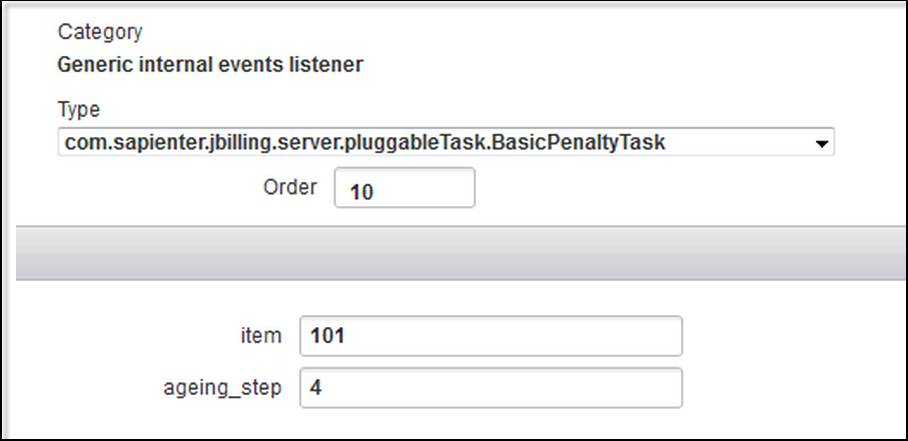 Category
Generic internal events listener
Type
com.sapienter.jbilling.server.pluggableTask.BasicPenaltyTask
Order 10
item 101
ageing_step 4